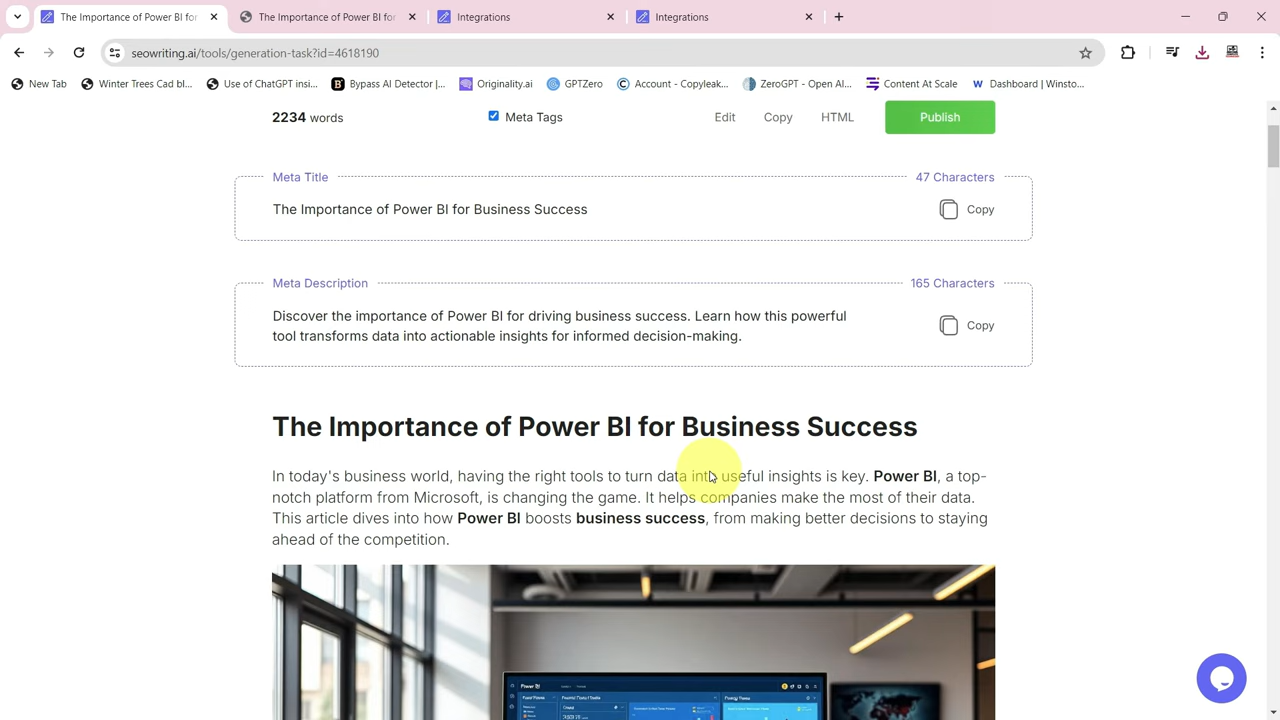 The Importance of Power BI for
The Importance of Power BI for
Integrations
Integrations
seowriting.ai/tools/generation-task?id=4618190
New Tab
Winter Trees Cad bl...
Use of ChatGPT insi...
Bypass AI Detector |...
Originality.ai
GPTZero
Account - Copyleak...
ZeroGPT - Open AI...
Content At Scale
Dashboard | Winsto...
2234 words
Meta Tags
Edit
Copy
HTML
Publish
Meta Title
47 Characters
The Importance of Power BI for Business Success
Copy
Meta Description
165 Characters
Discover the importance of Power BI for driving business success. Learn how this powerful
tool transforms data into actionable insights for informed decision-making.
Copy
The Importance of Power BI for Business Success
In today's business world, having the right tools to turn data into useful insights is key. Power BI, a top-
notch platform from Microsoft, is changing the game. It helps companies make the most of their data.
This article dives into how Power BI boosts business success, from making better decisions to staying
ahead of the competition.
Power BI